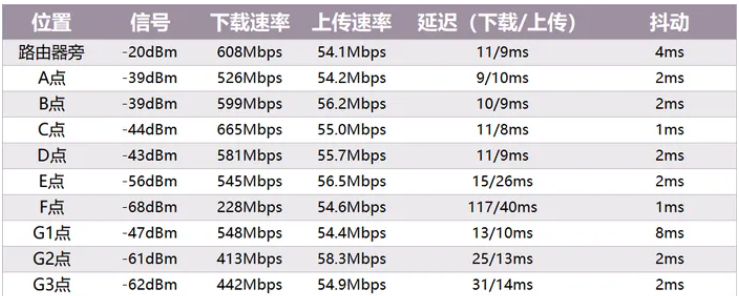 位置 信号 下载速率 上传速率 延迟（下载/上传） 抖动
路由器旁 -20dBm 608Mbps 54.1Mbps 11/9ms 4ms
A点 -39dBm 526Mbps 54.2Mbps 9/10ms 2ms
B点 -39dBm 599Mbps 56.2Mbps 10/9ms 2ms
C点 -44dBm 665Mbps 55.0Mbps 11/8ms 1ms
D点 -43dBm 581Mbps 55.7Mbps 11/9ms 2ms
E点 -56dBm 545Mbps 56.5Mbps 15/26ms 2ms
F点 -68dBm 228Mbps 54.6Mbps 117/40ms 1ms
G1点 -47dBm 548Mbps 54.4Mbps 13/10ms 8ms
G2点 -61dBm 413Mbps 58.3Mbps 25/13ms 2ms
G3点 -62dBm 442Mbps 54.9Mbps 31/14ms 2ms